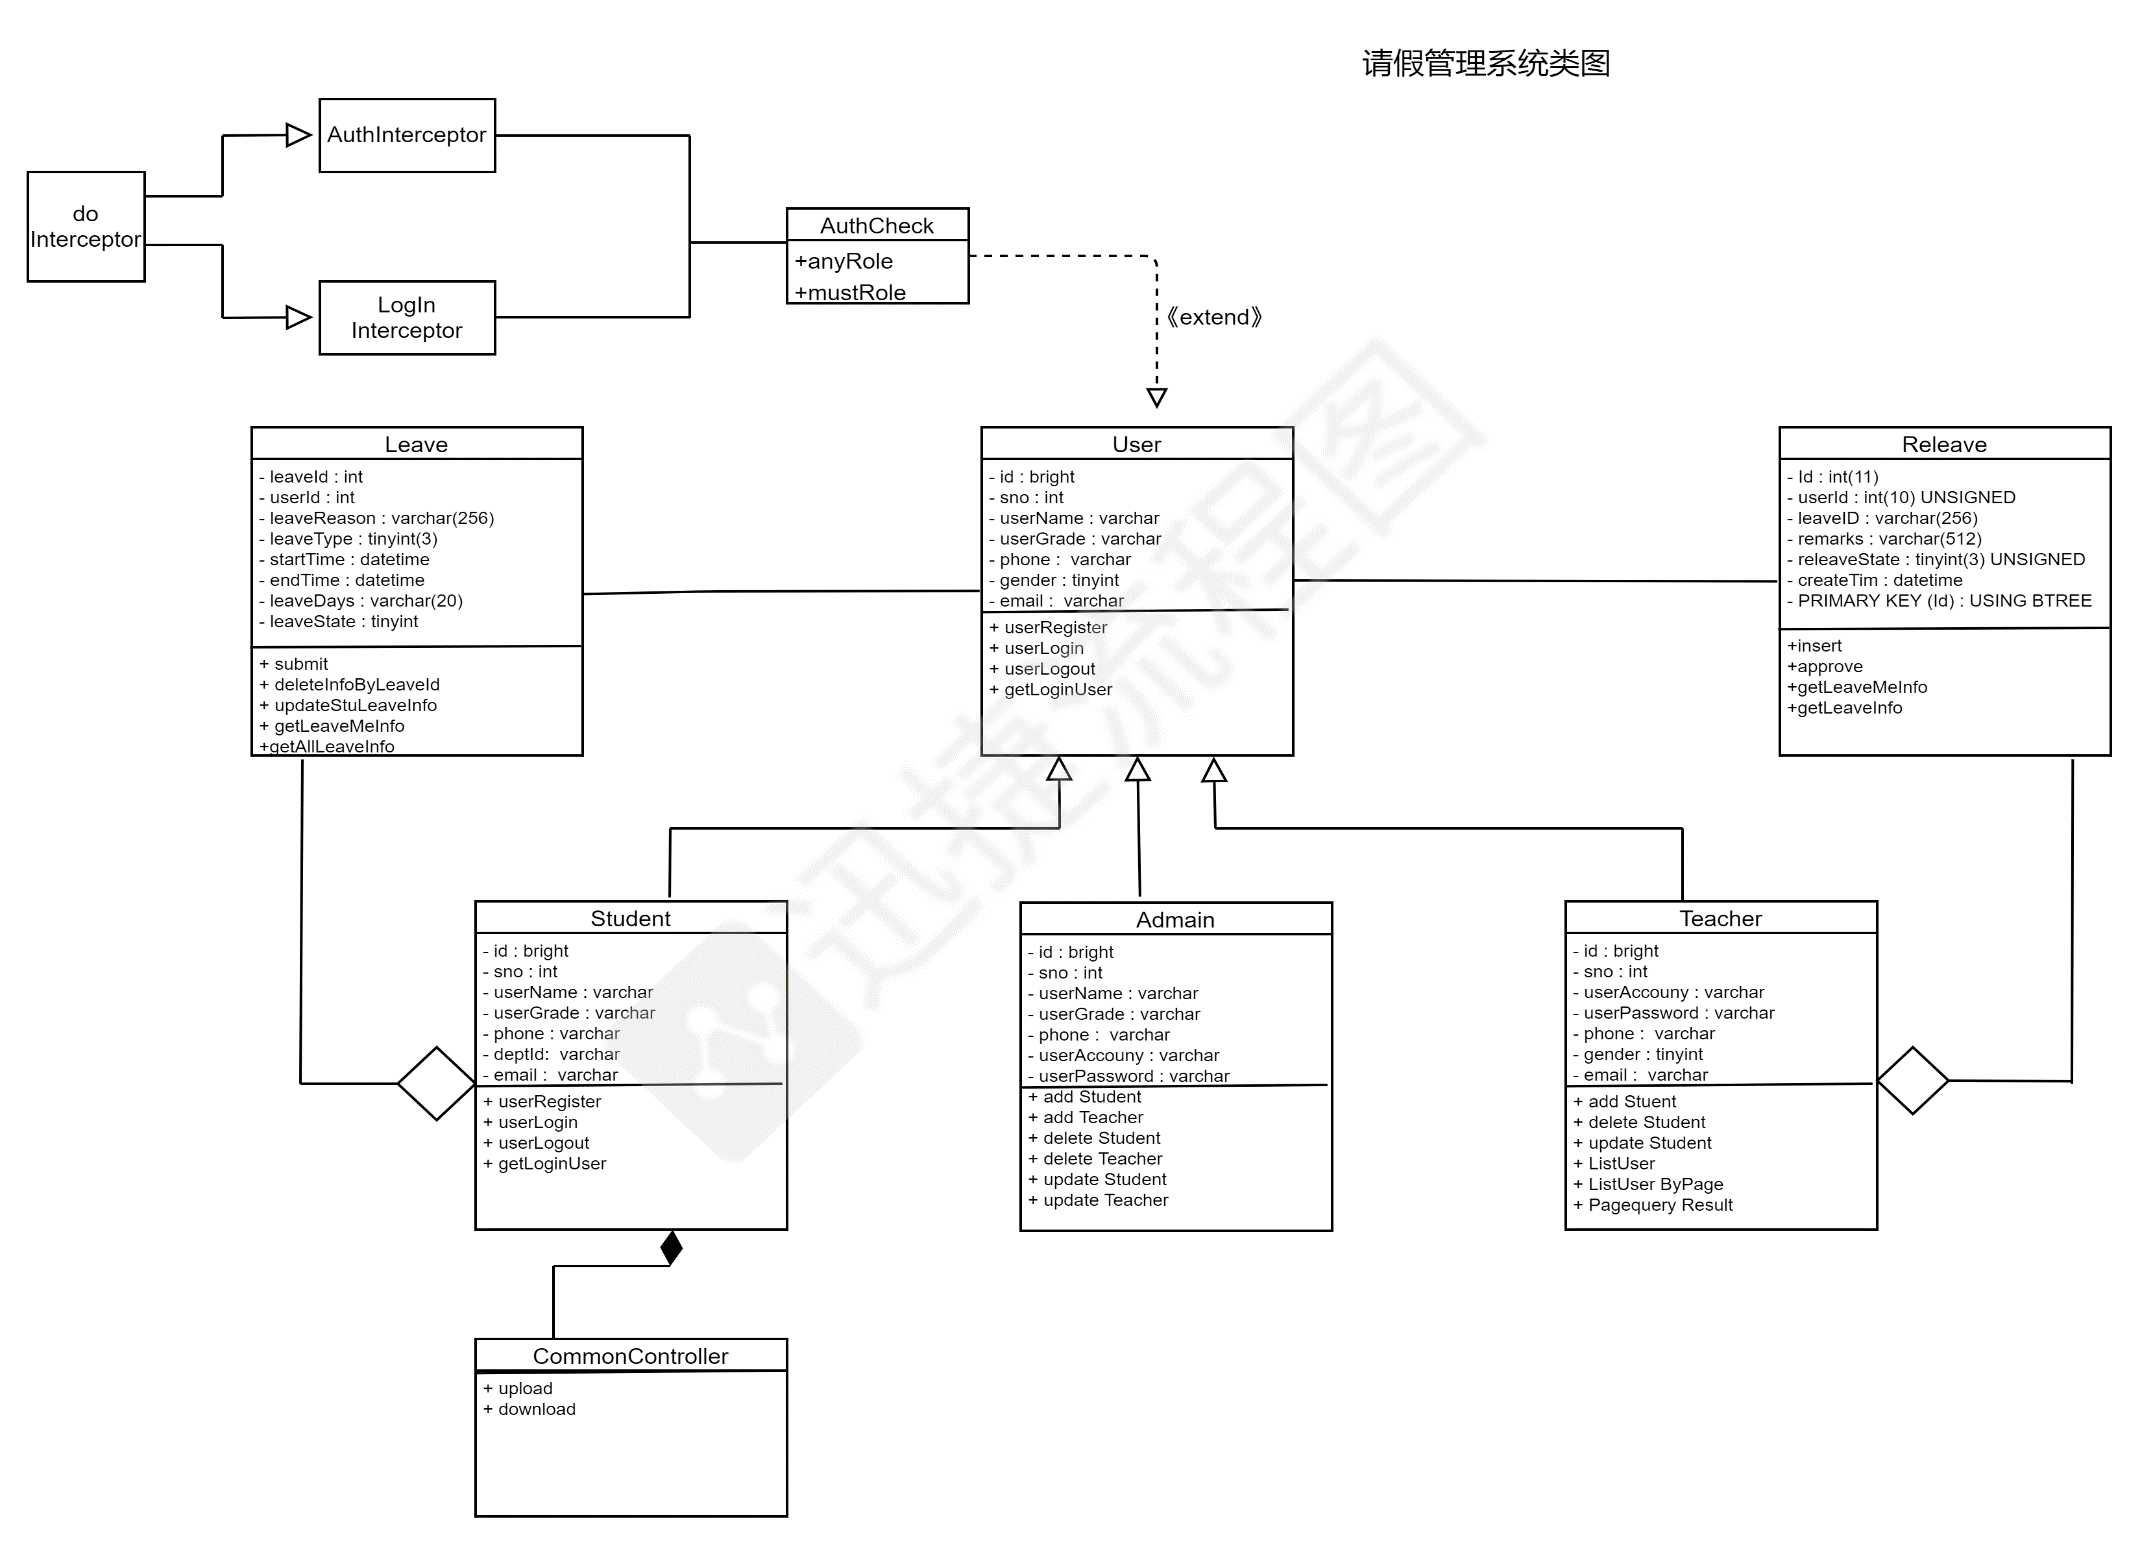 请假管理系统类图
AuthInterceptor
do
Interceptor
LogIn
Interceptor
AuthCheck
+anyRole
+mustRole
《extend》
Leave
- leaveId : int
- userId : int
- leaveReason : varchar(256)
- leaveType : tinyint(3)
- startTime : datetime
- endTime : datetime
- leaveDays : varchar(20)
- leaveState : tinyint
+ submit
+ deleteInfoByLeaveId
+ updateStuLeaveInfo
+ getLeaveMeInfo
+getAllLeaveInfo
User
- id : bright
- sno : int
- userName : varchar
- userGrade : varchar
- phone :  varchar
- gender : tinyint
- email :  varchar
+ userRegister
+ userLogin
+ userLogout
+ getLoginUser
Releave
- Id : int(11)
- userId : int(10) UNSIGNED
- leaveID : varchar(256)
- remarks : varchar(512)
- releaveState : tinyint(3) UNSIGNED
- createTim : datetime
- PRIMARY KEY (Id) : USING BTREE
+insert
+approve
+getLeaveMeInfo
+getLeaveInfo
Student
- id : bright
- sno : int
- userName : varchar
- userGrade : varchar
- phone : varchar
- deptId:  varchar
- email :  varchar
+ userRegister
+ userLogin
+ userLogout
+ getLoginUser
Admain
- id : bright
- sno : int
- userName : varchar
- userGrade : varchar
- phone :  varchar
- userAccouny : varchar
- userPassword : varchar
+ add Student
+ add Teacher
+ delete Student
+ delete Teacher
+ update Student
+ update Teacher
Teacher
- id : bright
- sno : int
- userAccouny : varchar
- userPassword : varchar
- phone :  varchar
- gender : tinyint
- email :  varchar
+ add Stuent
+ delete Student
+ update Student
+ ListUser
+ ListUser ByPage
+ Pagequery Result
CommonController
+ upload
+ download
迅捷流程图